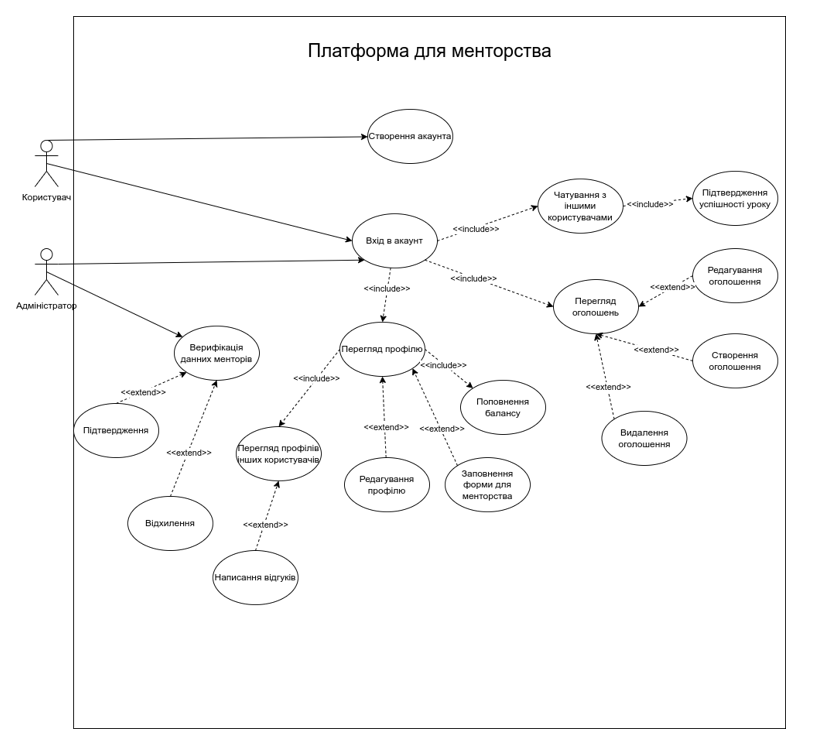 Платформа для менторства
Створення акаунта
Користувач
Чатування з
іншими
користувачами
<<include>>
Підтвердження
успішності уроку
<<include>>
Вхід в акаунт
Адміністратор
<<include>>
<<include>>
Редагування
оголошення
<<extend>>
Перегляд
оголошень
Верифікація
данних менторів
Перегляд профілю
<<extend>>
Створення
оголошення
<<include>>
<<include>>
<<extend>>
<<extend>>
Поповнення
балансу
Підтвердження
<<extend>>
<<extend>>
<<extend>>
Видалення
оголошення
<<extend>>
Перегляд профілів
інших користувачів
Редагування
профілю
Заповнення
форми для
менторства
Відхилення
<<extend>>
Написання відгуків